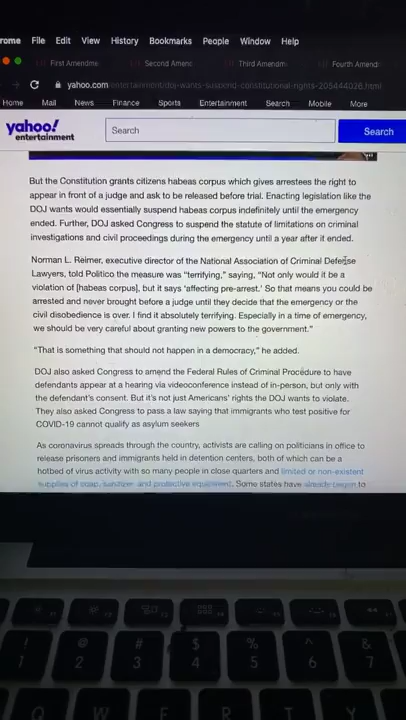 rome File Edit View History Bookmarks People Window Help
First Amendme Second Amenc Third Amendm Fourth Amend
yahoo.com/entertainment/doj-wants-suspend-constitutional-rights-205444026.html
Home Mail News Finance Sports Entertainment Search Mobile More
yahoo!
entertainment
Search Search
But the Constitution grants citizens habeas corpus which gives arrestees the right to
appear in front of a judge and ask to be released before trial. Enacting legislation like the
DOJ wants would essentially suspend habeas corpus indefinitely until the emergency
ended. Further, DOJ asked Congress to suspend the statute of limitations on criminal
investigations and civil proceedings during the emergency until a year after it ended.
Norman L. Reimer, executive director of the National Association of Criminal Defense
Lawyers, told Politico the measure was “terrifying,” saying, “Not only would it be a
violation of [habeas corpus], but it says ‘affecting pre-arrest.’ So that means you could be
arrested and never brought before a judge until they decide that the emergency or the
civil disobedience is over. I find it absolutely terrifying. Especially in a time of emergency,
we should be very careful about granting new powers to the government.”
“That is something that should not happen in a democracy,” he added.
DOJ also asked Congress to amend the Federal Rules of Criminal Procedure to have
defendants appear at a hearing via videoconference instead of in-person, but only with
the defendant's consent. But it's not just Americans' rights the DOJ wants to violate.
They also asked Congress to pass a law saying that immigrants who test positive for
COVID-19 cannot qualify as asylum seekers
As coronavirus spreads through the country, activists are calling on politicians in office to
release prisoners and immigrants held in detention centers, both of which can be a
hotbed of virus activity with so many people in close quarters and limited or non-existent
supplies of soap, sanitizer and protective equipment. Some states have already begun to
! @ # $ % ^ &
1 2 3 4 5 6 7
Q W E R T Y